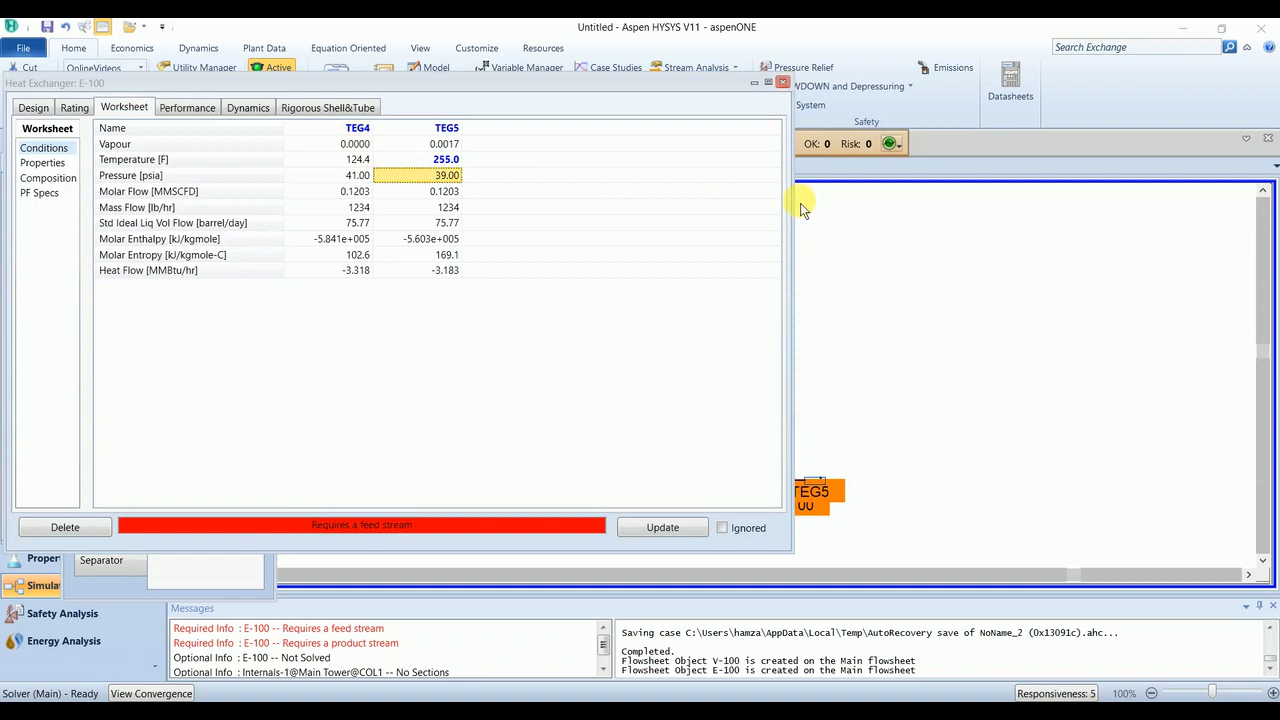 Untitled - Aspen HYSYS V11 - aspenONE
File Home Economics Dynamics Plant Data Equation Oriented View Customize Resources Search Exchange
Cut OnlineVideos Utility Manager Active Model Variable Manager Case Studies Stream Analysis Pressure Relief Emissions
WDOWN and Depressuring
System
Datasheets
Safety
Heat Exchanger: E-100
Design Rating Worksheet Performance Dynamics Rigorous Shell&Tube
OK: 0 Risk: 0
Worksheet
Conditions
Properties
Composition
PF Specs
Name TEG4 TEG5
Vapour 0.0000 0.0017
Temperature [F] 124.4 255.0
Pressure [psia] 41.00 39.00
Molar Flow [MMSCFD] 0.1203 0.1203
Mass Flow [lb/hr] 1234 1234
Std Ideal Liq Vol Flow [barrel/day] 75.77 75.77
Molar Enthalpy [kJ/kgmole] -5.841e+005 -5.603e+005
Molar Entropy [kJ/kgmole-C] 102.6 169.1
Heat Flow [MMBtu/hr] -3.318 -3.183
TEG5
Delete Requires a feed stream Update Ignored
Proper
Separator
Simula
Safety Analysis
Energy Analysis
Messages
Required Info : E-100 -- Requires a feed stream
Required Info : E-100 -- Requires a product stream
Optional Info : E-100 -- Not Solved
Optional Info : Internals-1@Main Tower@COL1 -- No Sections
Saving case C:\Users\hamza\AppData\Local\Temp\AutoRecovery save of NoName_2 (0x13091c).ahc...
Completed.
Flowsheet Object V-100 is created on the Main flowsheet
Flowsheet Object E-100 is created on the Main flowsheet
Solver (Main) - Ready View Convergence Responsiveness: 5 100%